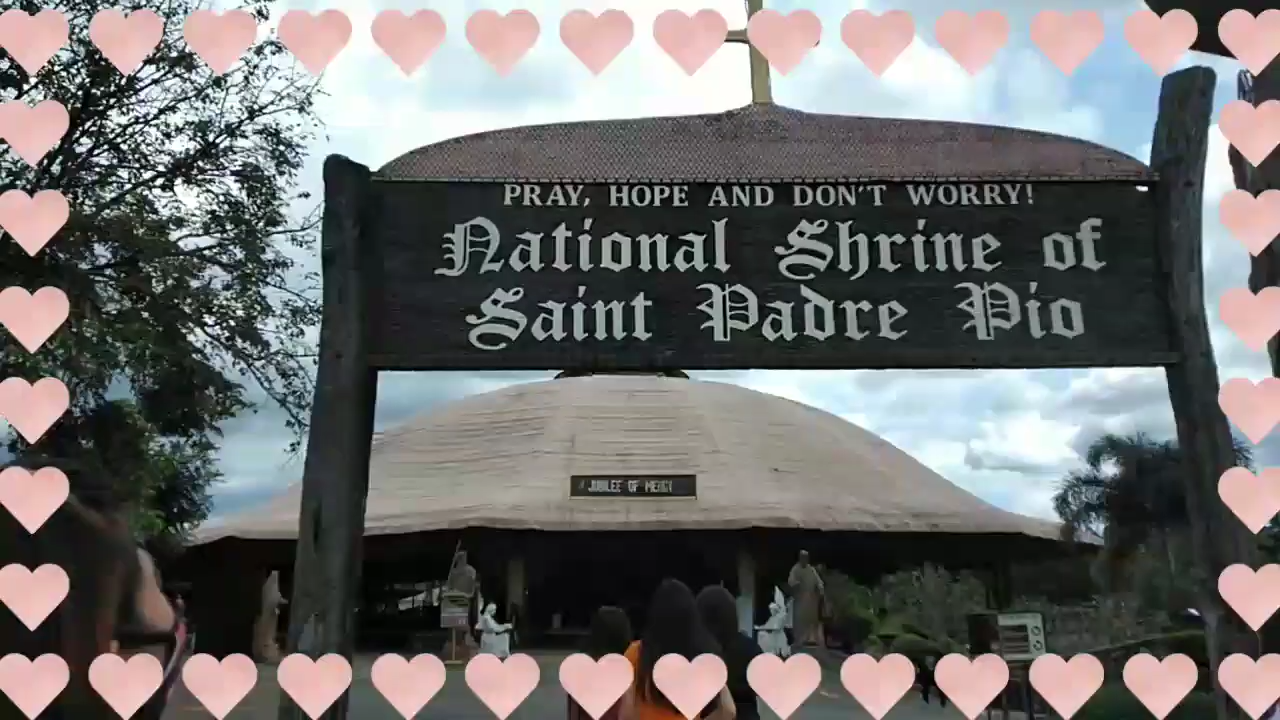 PRAY, HOPE AND DON'T WORRY!
National Shrine of
Saint Padre Pio
JUBILEE OF MERCY